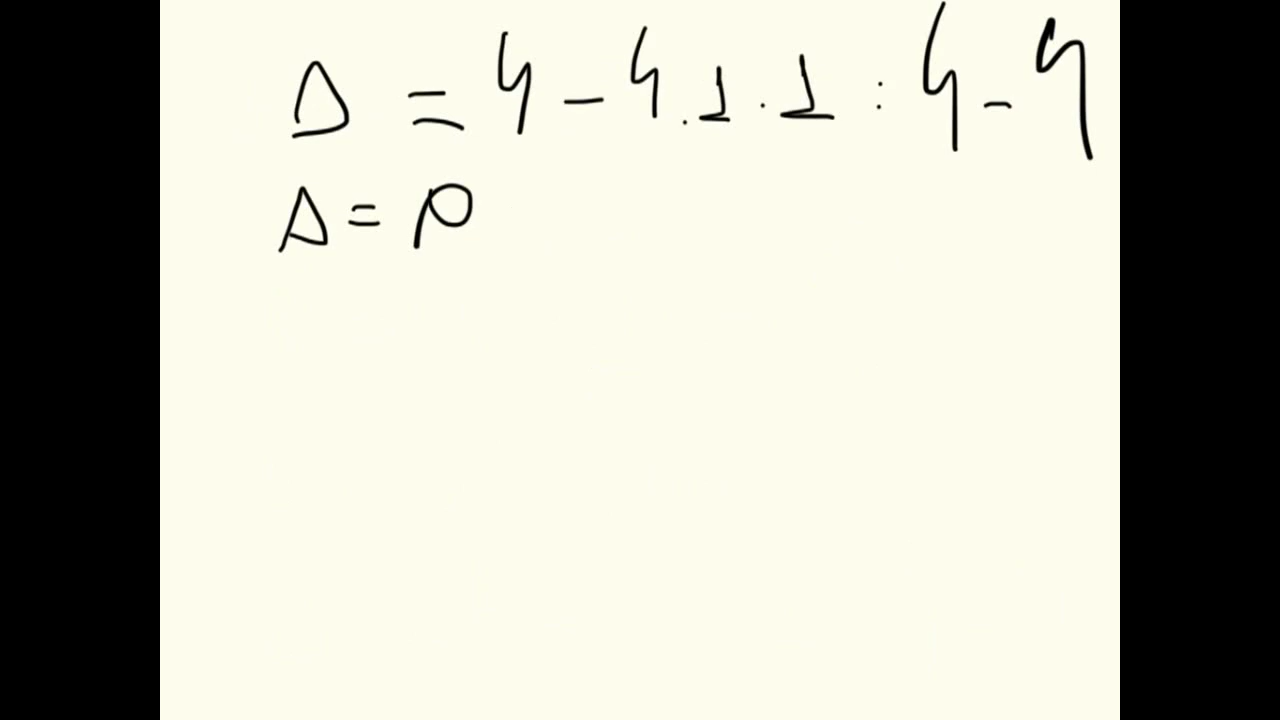 Δ = 4 - 4.1.1 : 4 - 4
Δ = 0